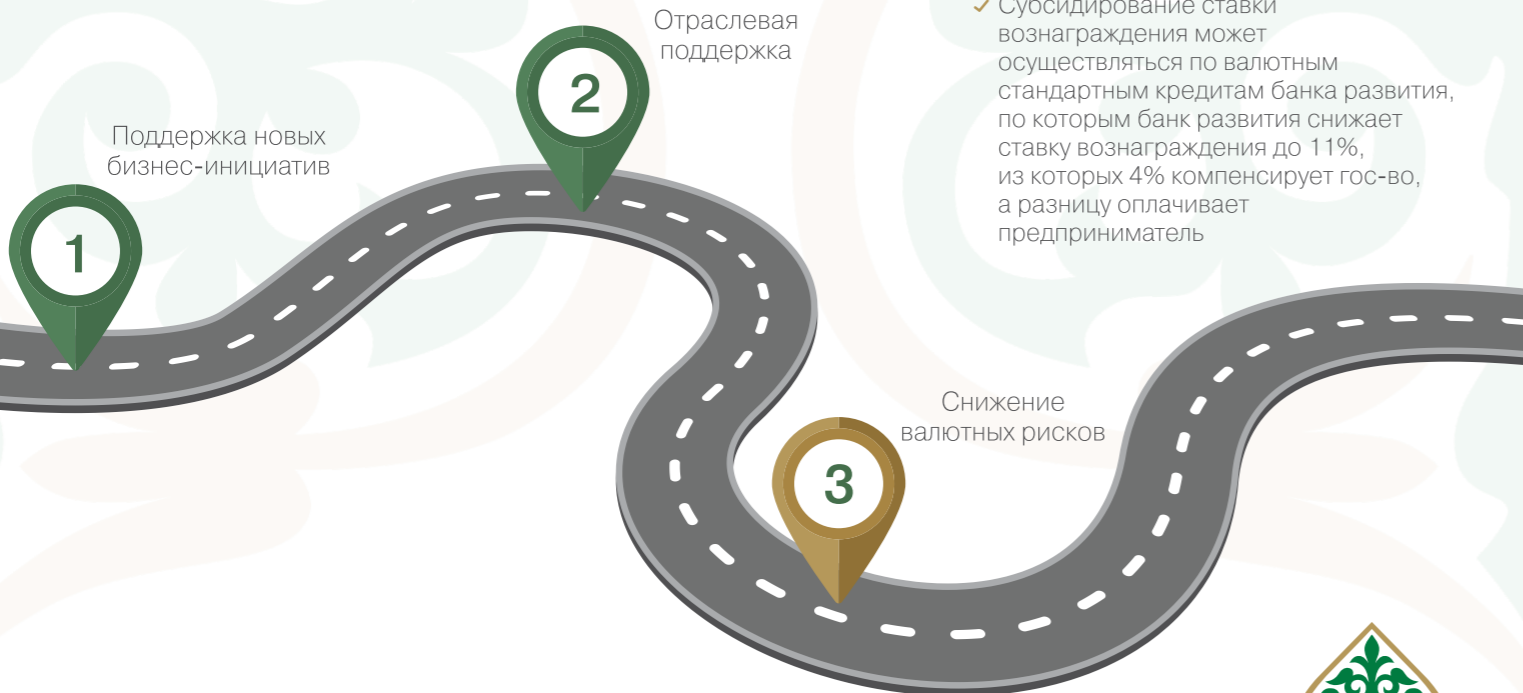 Отраслевая
поддержка
2
Поддержка новых
бизнес-инициатив
1
✓ Субсидирование ставки
вознаграждения может
осуществляться по валютным
стандартным кредитам банка развития,
по которым банк развития снижает
ставку вознаграждения до 11%,
из которых 4% компенсирует гос-во,
а разницу оплачивает
предприниматель
Снижение
валютных рисков
3